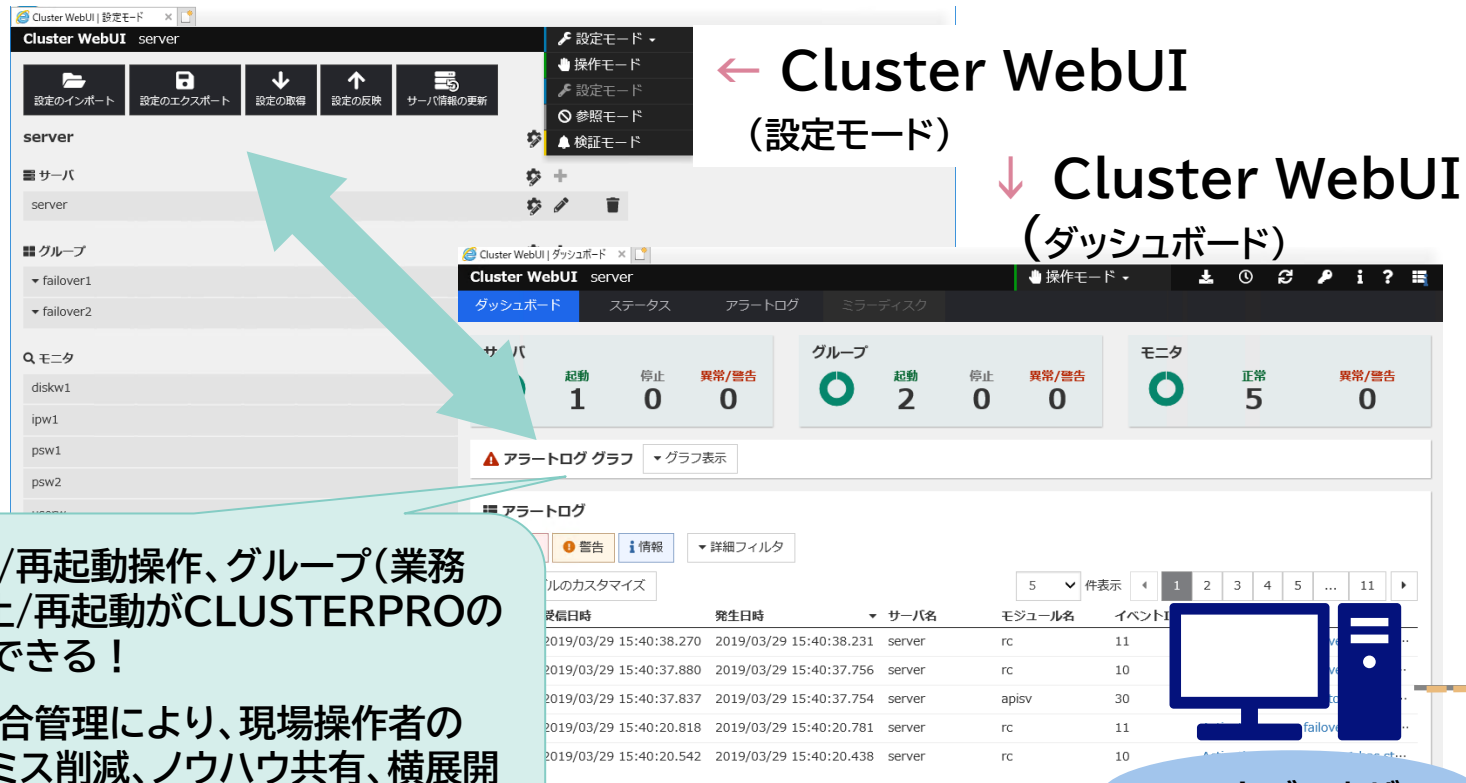 Cluster WebUI | 設定モード ×
Cluster WebUI server
設定モード
操作モード
設定モード
参照モード
検証モード
設定のインポート 設定のエクスポート 設定の取得 設定の反映 サーバ情報の更新
server
サーバ
server
グループ
failover1
failover2
モニタ
diskw1
ipw1
psw1
psw2
← Cluster WebUI
（設定モード）
↓ Cluster WebUI
（ダッシュボード）
Cluster WebUI | ダッシュボード ×
Cluster WebUI server 操作モード
ダッシュボード ステータス アラートログ ミラーディスク
サーバ グループ モニタ
起動 停止 異常/警告 起動 停止 異常/警告 正常 異常/警告
1 0 0 2 0 0 5 0
アラートログ グラフ グラフ表示
アラートログ
警告 情報 詳細フィルタ
ルのカスタマイズ 5 件表示 1 2 3 4 5 ... 11
受信日時 発生日時 サーバ名 モジュール名 イベントI
2019/03/29 15:40:38.270 2019/03/29 15:40:38.231 server rc 11
2019/03/29 15:40:37.880 2019/03/29 15:40:37.756 server rc 10
2019/03/29 15:40:37.837 2019/03/29 15:40:37.754 server apisv 30
2019/03/29 15:40:20.818 2019/03/29 15:40:20.781 server rc 11
2019/03/29 15:40:20.542 2019/03/29 15:40:20.438 server rc 10
/再起動操作、グループ（業務
止/再起動がCLUSTERPROの
できる！
合管理により、現場操作者の
ミス削減、ノウハウ共有、横展開